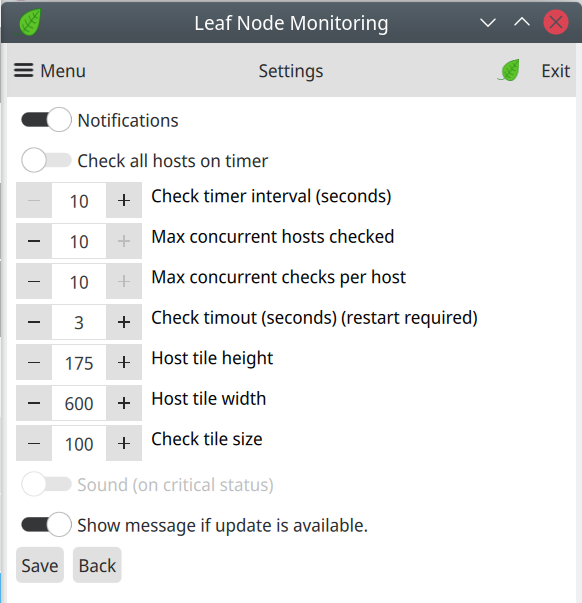 Leaf Node Monitoring
Menu Settings Exit
Notifications
Check all hosts on timer
− 10 + Check timer interval (seconds)
− 10 + Max concurrent hosts checked
− 10 + Max concurrent checks per host
− 3 + Check timout (seconds) (restart required)
− 175 + Host tile height
− 600 + Host tile width
− 100 + Check tile size
Sound (on critical status)
Show message if update is available.
Save Back